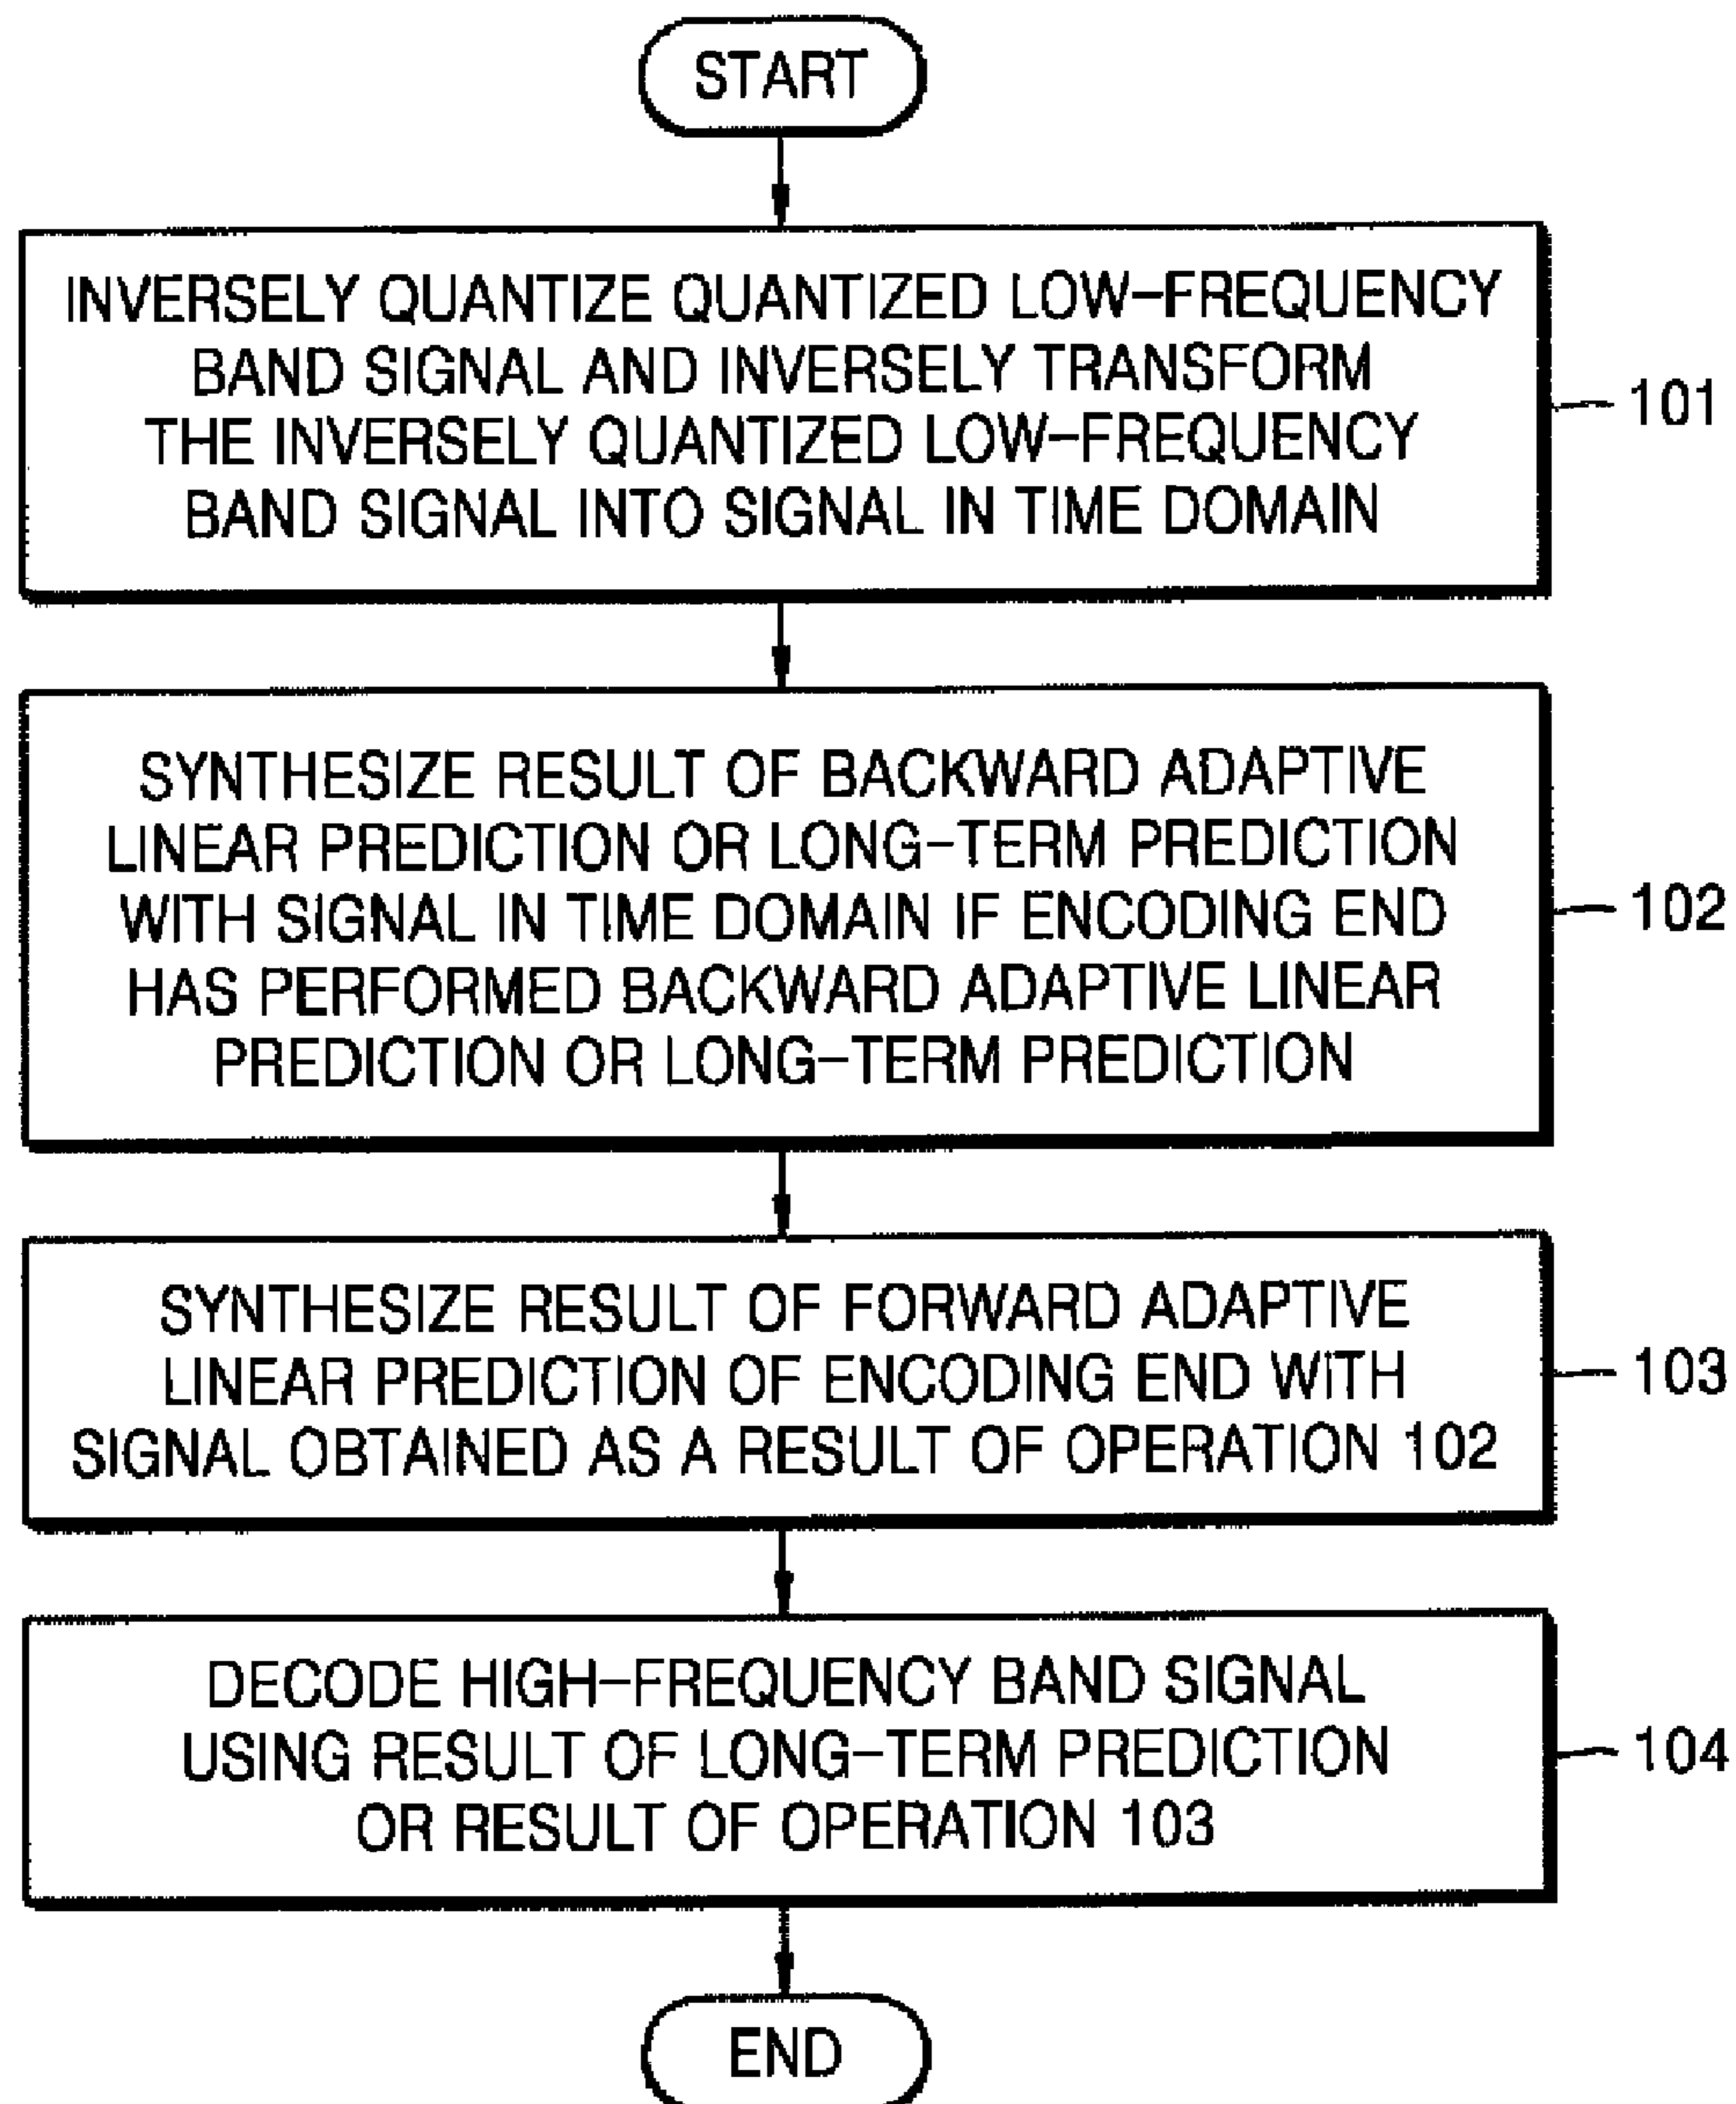 START
INVERSELY QUANTIZE QUANTIZED LOW-FREQUENCY
BAND SIGNAL AND INVERSELY TRANSFORM
THE INVERSELY QUANTIZED LOW-FREQUENCY
BAND SIGNAL INTO SIGNAL IN TIME DOMAIN
101
SYNTHESIZE RESULT OF BACKWARD ADAPTIVE
LINEAR PREDICTION OR LONG-TERM PREDICTION
WITH SIGNAL IN TIME DOMAIN IF ENCODING END
HAS PERFORMED BACKWARD ADAPTIVE LINEAR
PREDICTION OR LONG-TERM PREDICTION
102
SYNTHESIZE RESULT OF FORWARD ADAPTIVE
LINEAR PREDICTION OF ENCODING END WITH
SIGNAL OBTAINED AS A RESULT OF OPERATION 102
103
DECODE HIGH-FREQUENCY BAND SIGNAL
USING RESULT OF LONG-TERM PREDICTION
OR RESULT OF OPERATION 103
104
END